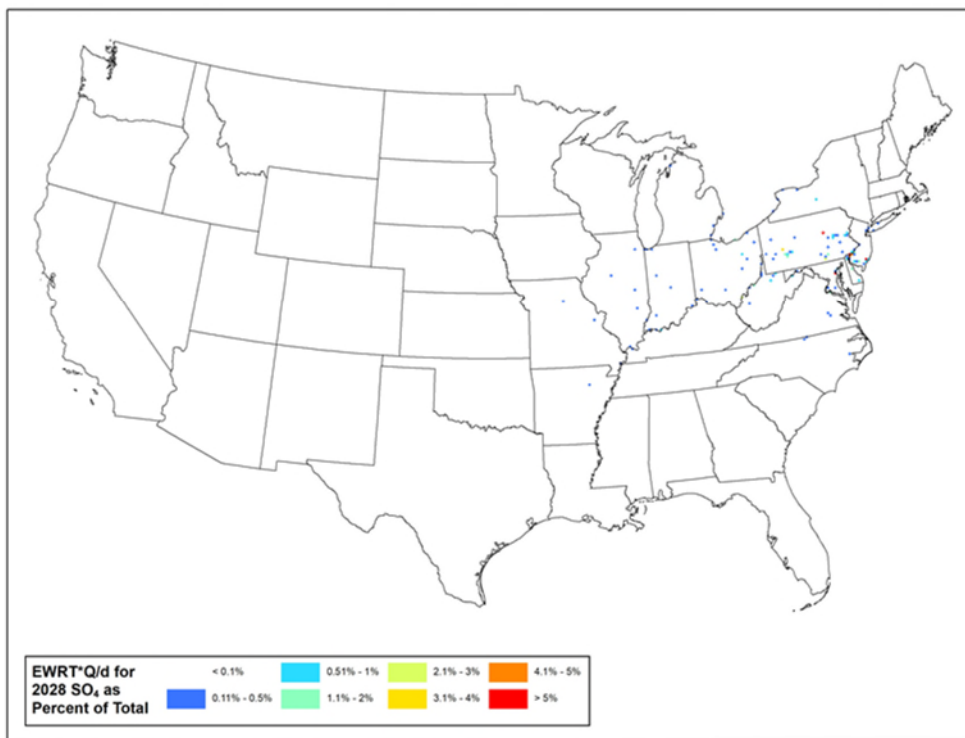 EWRT*Q/d for
2028 SO₄ as
Percent of Total
< 0.1% 0.51% - 1% 2.1% - 3% 4.1% - 5%
0.11% - 0.5% 1.1% - 2% 3.1% - 4% > 5%